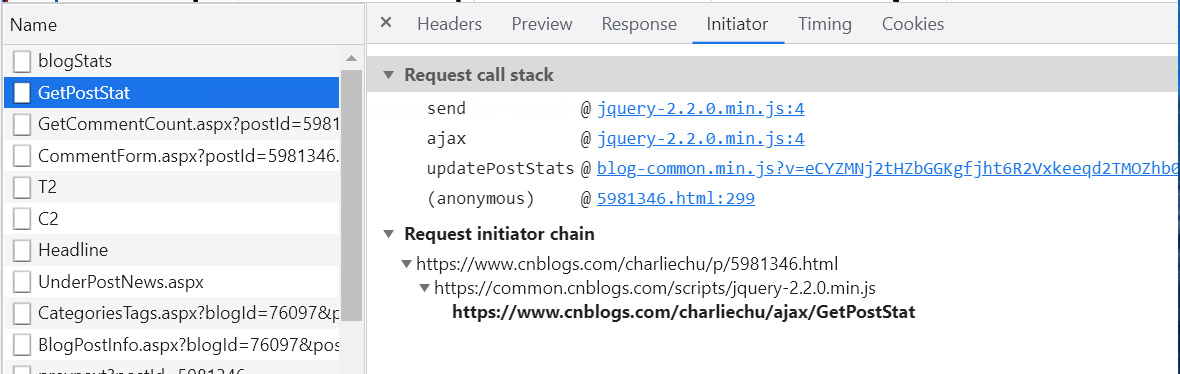 Name
× Headers Preview Response Initiator Timing Cookies
blogStats
GetPostStat
GetCommentCount.aspx?postId=5981
CommentForm.aspx?postId=5981346.
T2
C2
Headline
UnderPostNews.aspx
CategoriesTags.aspx?blogId=76097&p
BlogPostInfo.aspx?blogId=76097&pos
prevnext?postId=5981346
Request call stack
send @ jquery-2.2.0.min.js:4
ajax @ jquery-2.2.0.min.js:4
updatePostStats @ blog-common.min.js?v=eCYZMNj2tHZbGGKgfjht6R2Vxkeeqd2TMOZhb0
(anonymous) @ 5981346.html:299
Request initiator chain
https://www.cnblogs.com/charliechu/p/5981346.html
https://common.cnblogs.com/scripts/jquery-2.2.0.min.js
https://www.cnblogs.com/charliechu/ajax/GetPostStat